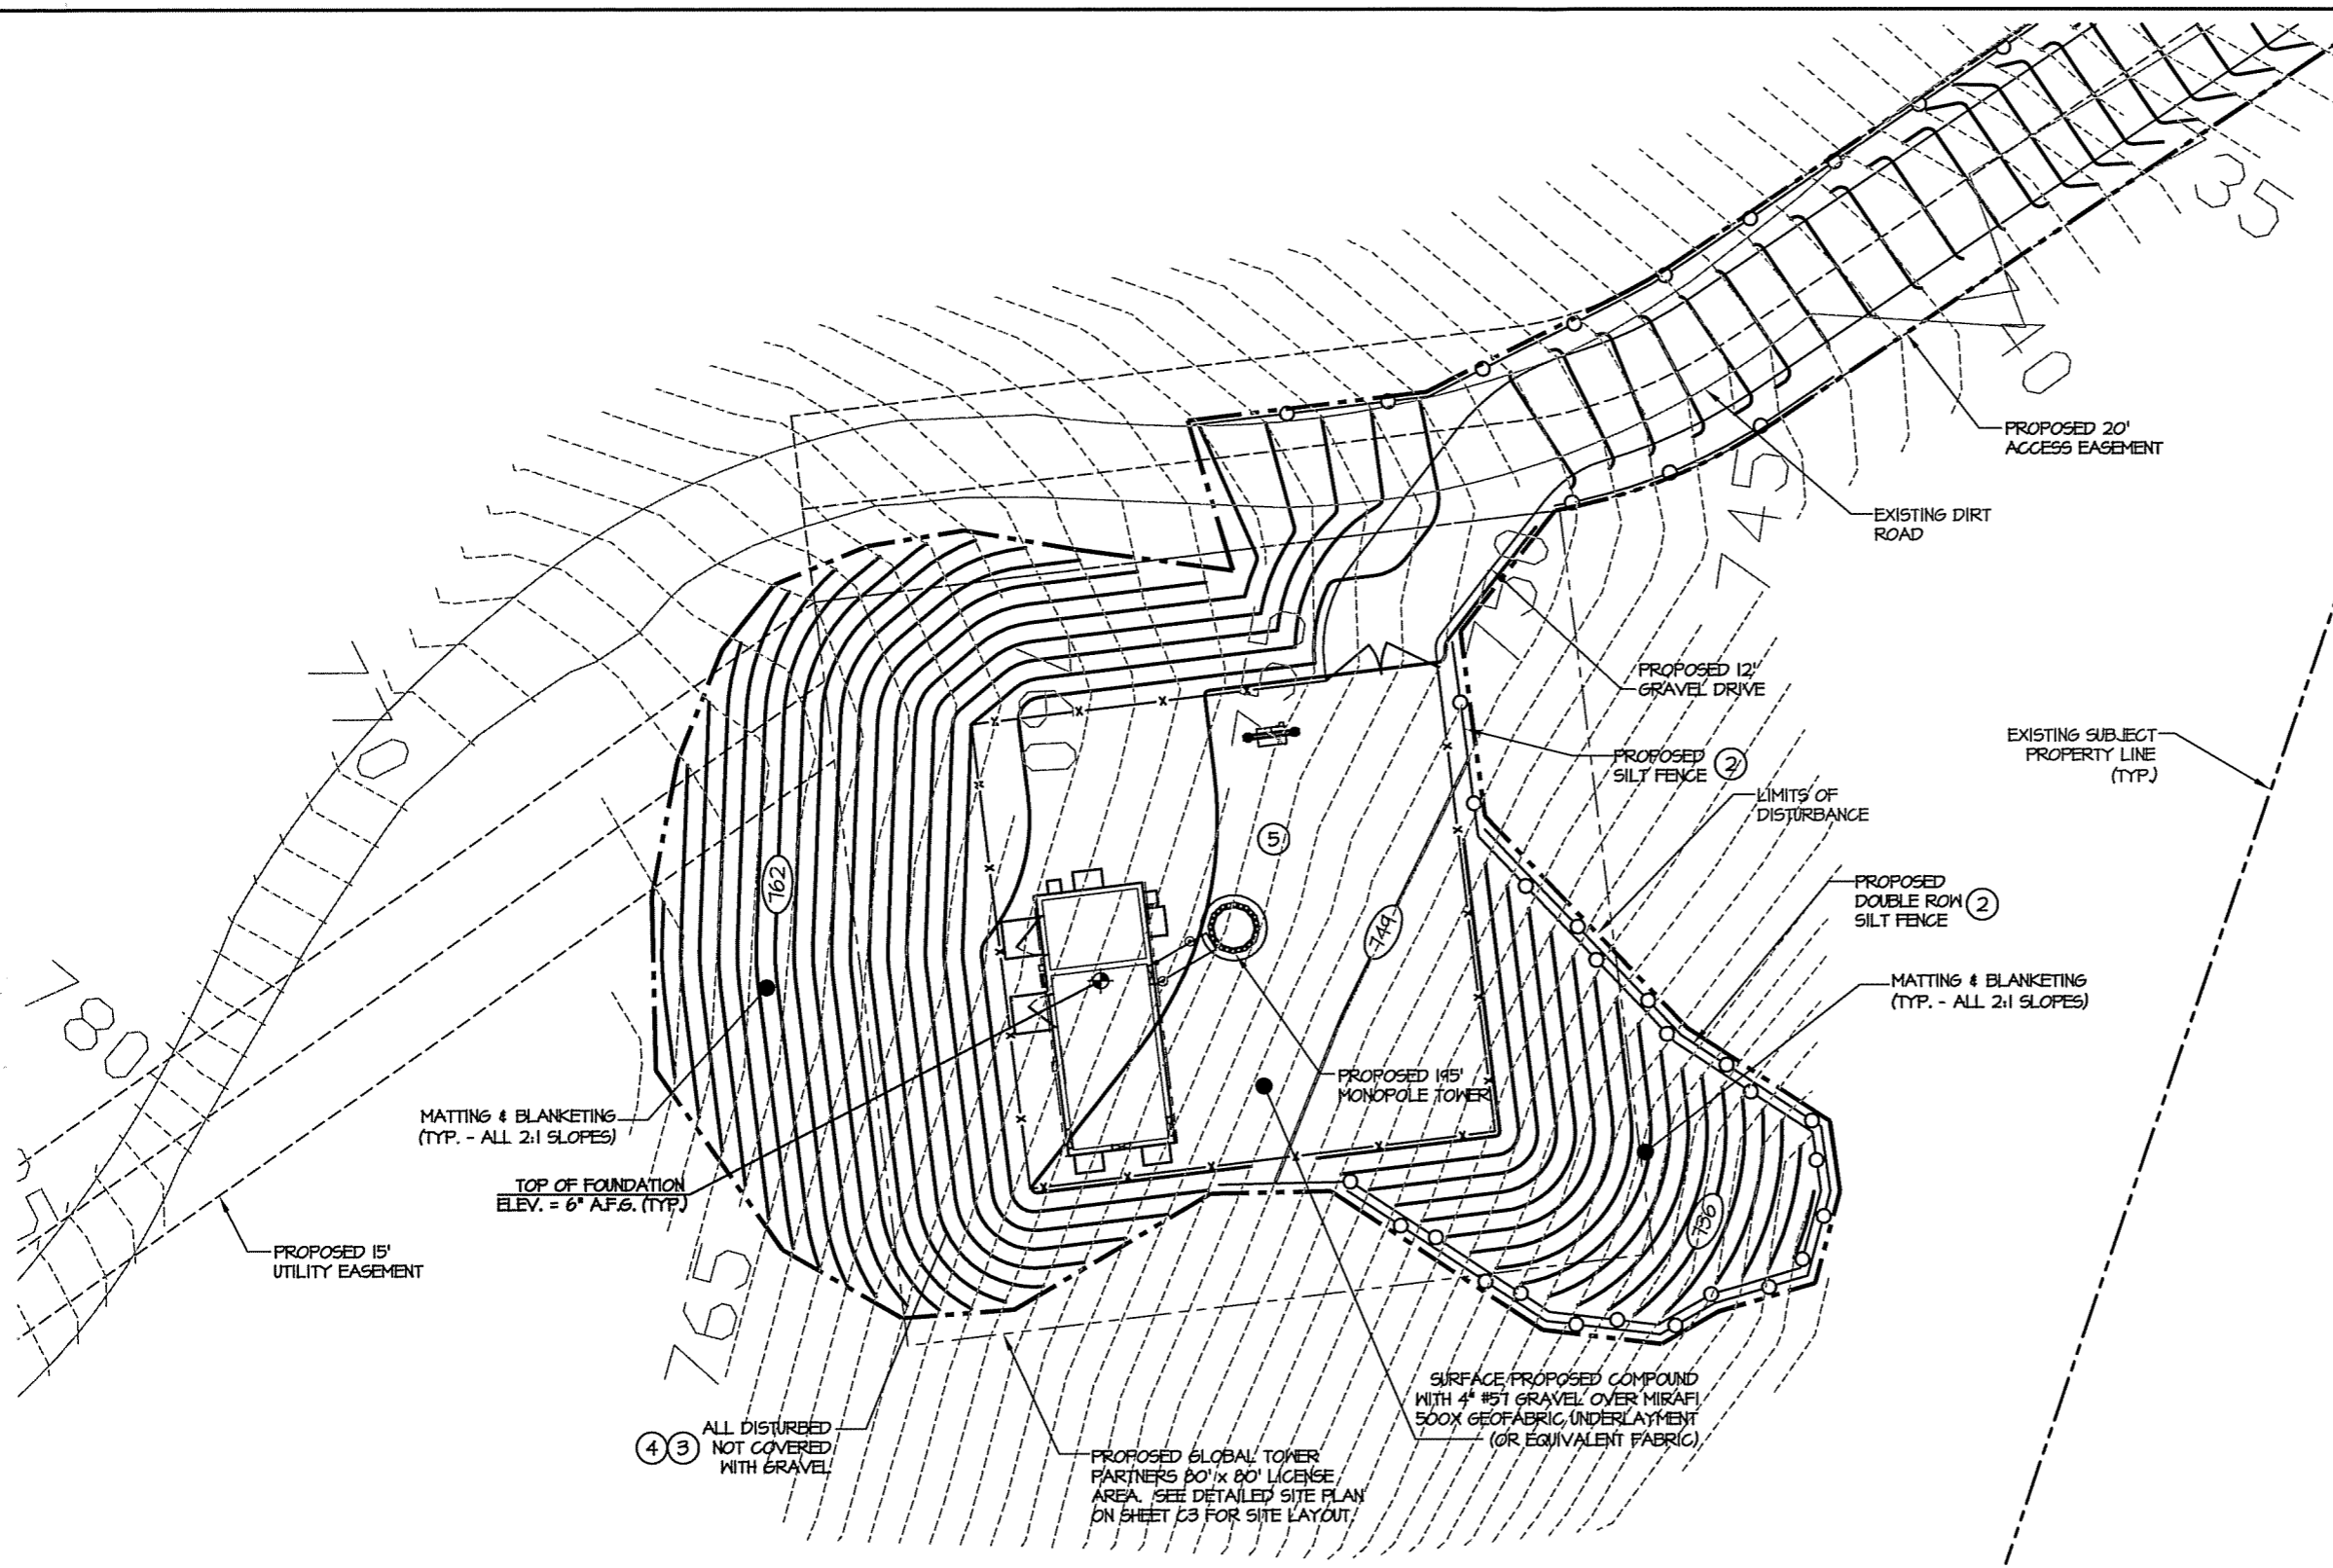 735
740
PROPOSED 20'
ACCESS EASEMENT
745
EXISTING DIRT
ROAD
750
PROPOSED 12'
GRAVEL DRIVE
770
EXISTING SUBJECT
PROPERTY LINE
(TYP.)
PROPOSED
SILT FENCE 2
LIMITS OF
DISTURBANCE
5
762
749
PROPOSED
DOUBLE ROW 2
SILT FENCE
MATTING & BLANKETING
(TYP. - ALL 2:1 SLOPES)
780
PROPOSED 195'
MONOPOLE TOWER
MATTING & BLANKETING
(TYP. - ALL 2:1 SLOPES)
TOP OF FOUNDATION
ELEV. = 6" A.F.G. (TYP.)
736
PROPOSED 15'
UTILITY EASEMENT
765
SURFACE PROPOSED COMPOUND
WITH 4" #57 GRAVEL OVER MIRAFI
500X GEOFABRIC UNDERLAYMENT
(OR EQUIVALENT FABRIC)
4 3 ALL DISTURBED
NOT COVERED
WITH GRAVEL
PROPOSED GLOBAL TOWER
PARTNERS 80' x 80' LICENSE
AREA. SEE DETAILED SITE PLAN
ON SHEET C3 FOR SITE LAYOUT.